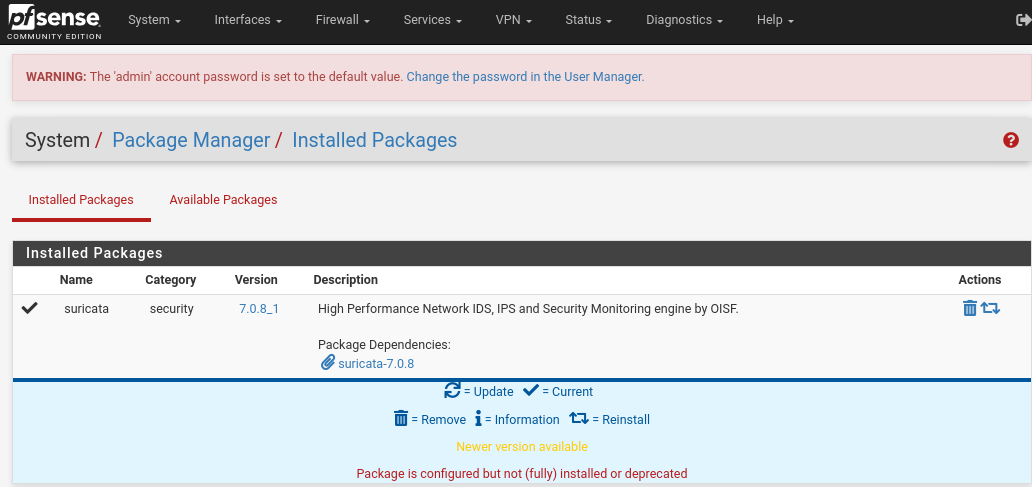 pfsense
COMMUNITY EDITION
System Interfaces Firewall Services VPN Status Diagnostics Help
WARNING: The 'admin' account password is set to the default value. Change the password in the User Manager.
System / Package Manager / Installed Packages
Installed Packages Available Packages
Installed Packages
Name Category Version Description Actions
suricata security 7.0.8_1 High Performance Network IDS, IPS and Security Monitoring engine by OISF.
Package Dependencies:
suricata-7.0.8
= Update = Current
= Remove = Information = Reinstall
Newer version available
Package is configured but not (fully) installed or deprecated